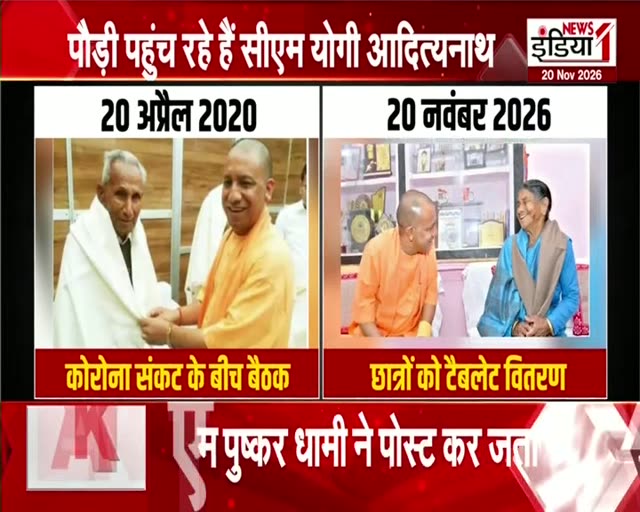 पौड़ी पहुंच रहे हैं सीएम योगी आदित्यनाथ
NEWS
इंडिया 1
20 Nov 2026
20 अप्रैल 2020
20 नवंबर 2026
कोरोना संकट के बीच बैठक
छात्रों को टैबलेट वितरण
पुष्कर धामी ने पोस्ट कर